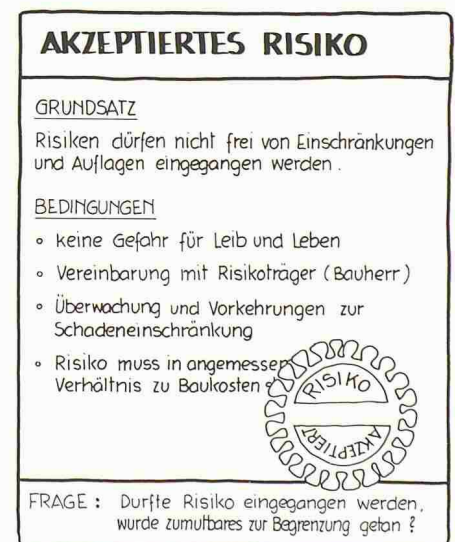 AKZEPTIERTES RISIKO
GRUNDSATZ
Risiken dürfen nicht frei von Einschränkungen
und Auflagen eingegangen werden.
BEDINGUNGEN
° keine Gefahr für Leib und Leben
° Vereinbarung mit Risikoträger (Bauherr)
° Überwachung und Vorkehrungen zur
Schadeneinschränkung
° Risiko muss in
Verhältnis zu Baukosten
RISIKO
AKZEPTIERT
FRAGE: Durfte Risiko eingegangen werden,
wurde zumutbares zur Begrenzung getan?